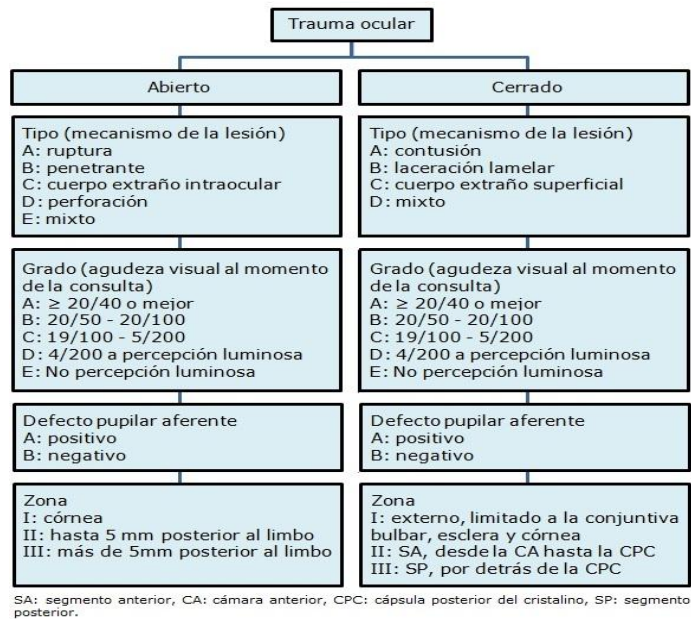 Trauma ocular
Abierto
Tipo (mecanismo de la lesión)
A: ruptura
B: penetrante
C: cuerpo extraño intraocular
D: perforación
E: mixto
Grado (agudeza visual al momento
de la consulta)
A: ≥ 20/40 o mejor
B: 20/50 - 20/100
C: 19/100 - 5/200
D: 4/200 a percepción luminosa
E: No percepción luminosa
Defecto pupilar aferente
A: positivo
B: negativo
Zona
I: córnea
II: hasta 5 mm posterior al limbo
III: más de 5mm posterior al limbo
Cerrado
Tipo (mecanismo de la lesión)
A: contusión
B: laceración lamelar
C: cuerpo extraño superficial
D: mixto
Grado (agudeza visual al momento
de la consulta)
A: ≥ 20/40 o mejor
B: 20/50 - 20/100
C: 19/100 - 5/200
D: 4/200 a percepción luminosa
E: No percepción luminosa
Defecto pupilar aferente
A: positivo
B: negativo
Zona
I: externo, limitado a la conjuntiva
bulbar, esclera y córnea
II: SA, desde la CA hasta la CPC
III: SP, por detrás de la CPC
SA: segmento anterior, CA: cámara anterior, CPC: cápsula posterior del cristalino, SP: segmento
posterior.